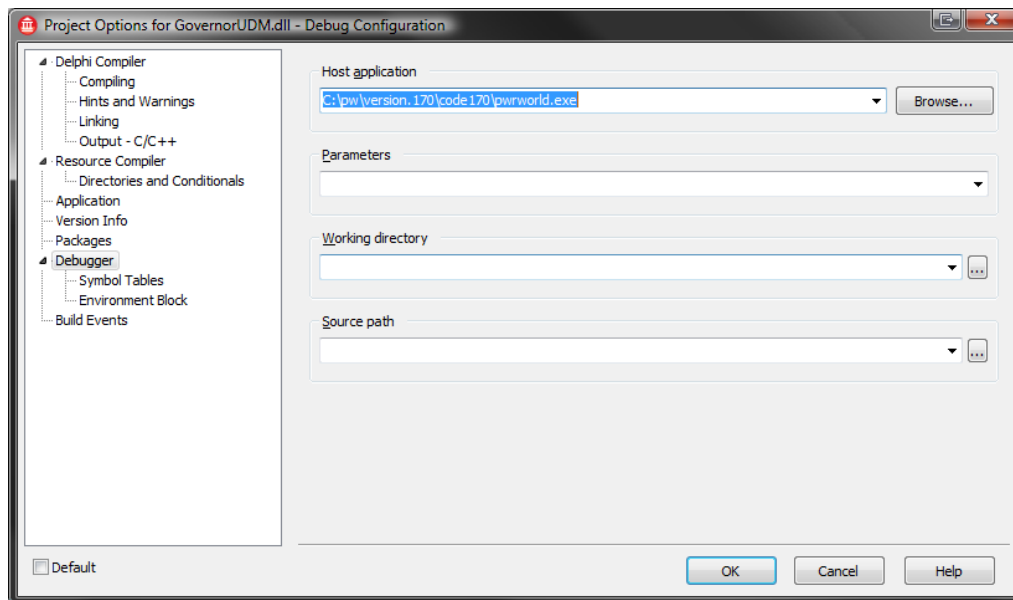 Project Options for GovernorUDM.dll - Debug Configuration
Delphi Compiler
Compiling
Hints and Warnings
Linking
Output - C/C++
Resource Compiler
Directories and Conditionals
Application
Version Info
Packages
Debugger
Symbol Tables
Environment Block
Build Events
Host application
C:\pw\version.170\code170\pwrworld.exe
Browse...
Parameters
Working directory
...
Source path
...
Default
OK
Cancel
Help